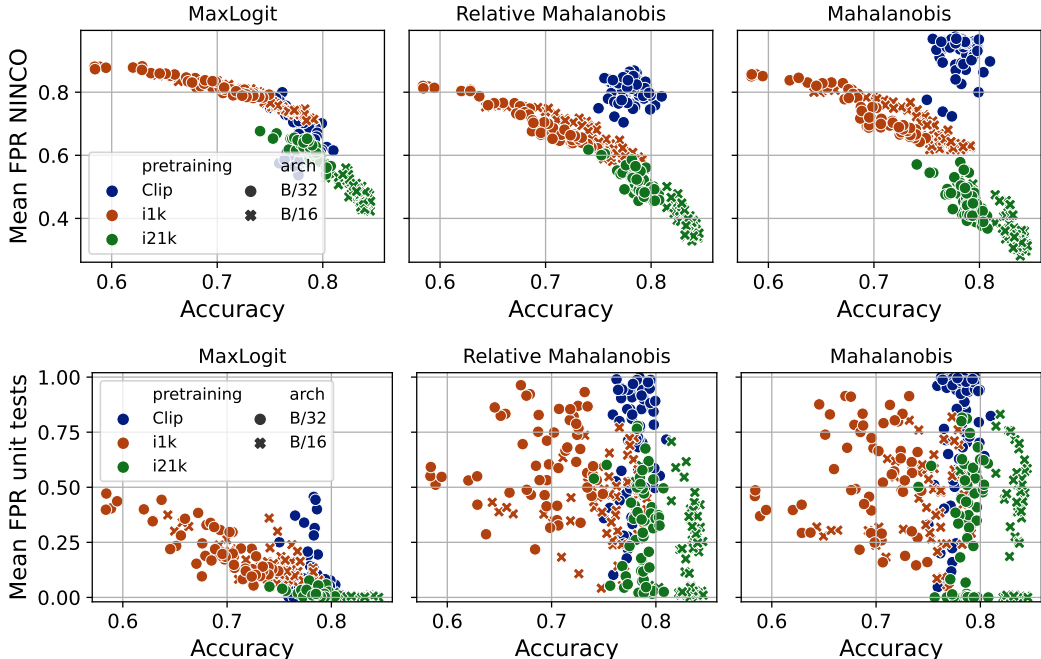 MaxLogit
Relative Mahalanobis
Mahalanobis
Mean FPR NINCO
0.8
0.6
0.4
pretraining
arch
Clip
B/32
i1k
B/16
i21k
0.6 0.7 0.8
0.6 0.7 0.8
0.6 0.7 0.8
Accuracy
Accuracy
Accuracy
MaxLogit
Relative Mahalanobis
Mahalanobis
Mean FPR unit tests
1.00
0.75
0.50
0.25
0.00
pretraining
arch
Clip
B/32
i1k
B/16
i21k
0.6 0.7 0.8
0.6 0.7 0.8
0.6 0.7 0.8
Accuracy
Accuracy
Accuracy